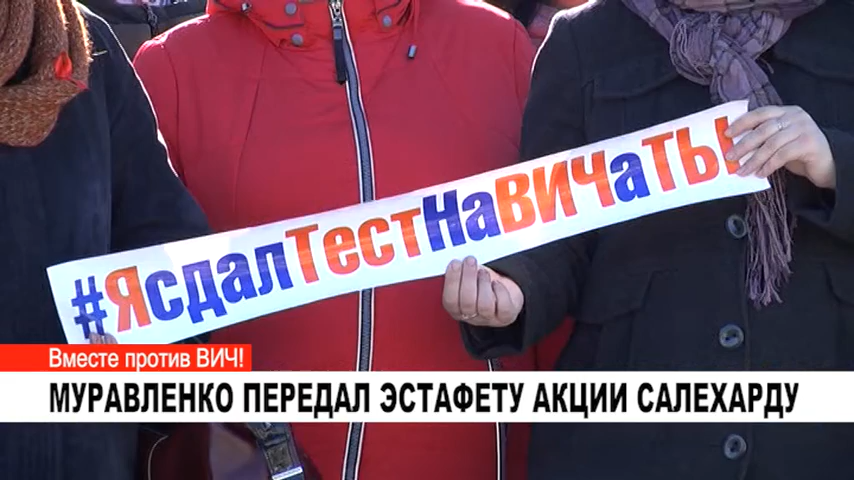 #ЯсдалТестНаВИЧаТЫ
Вместе против ВИЧ!
МУРАВЛЕНКО ПЕРЕДАЛ ЭСТАФЕТУ АКЦИИ САЛЕХАРДУ